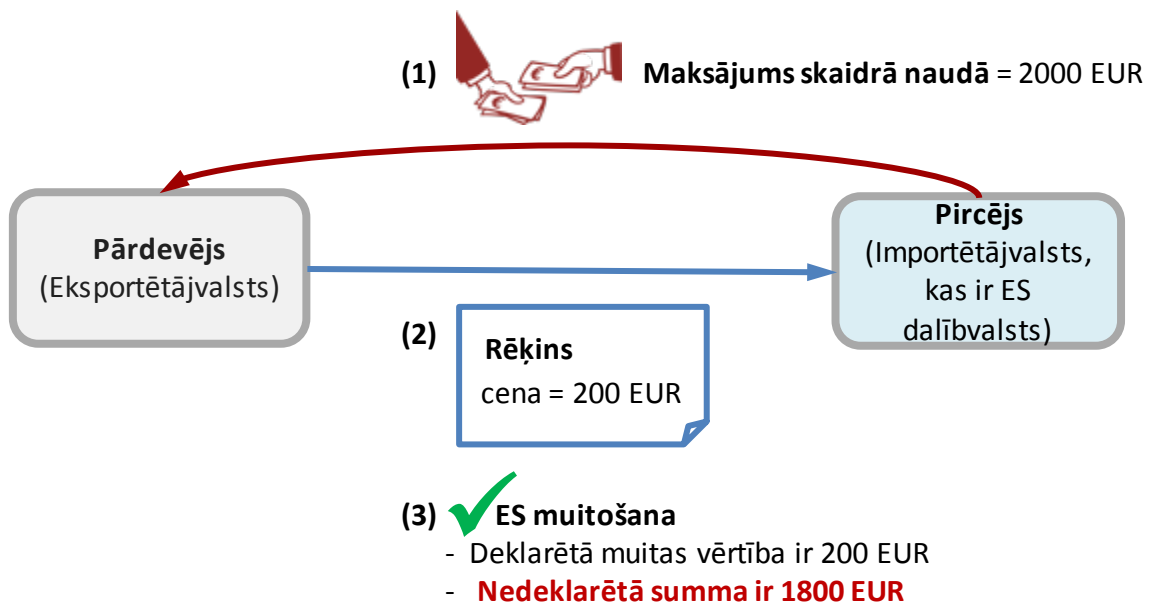 (1) Maksājums skaidrā naudā = 2000 EUR
Pārdevējs
(Eksportētājvalsts)
Pircējs
(Importētājvalsts,
kas ir ES
dalībvalsts)
(2)
Rēķins
cena = 200 EUR
(3) ES muitošana
- Deklarētā muitas vērtība ir 200 EUR
- Nedeklarētā summa ir 1800 EUR